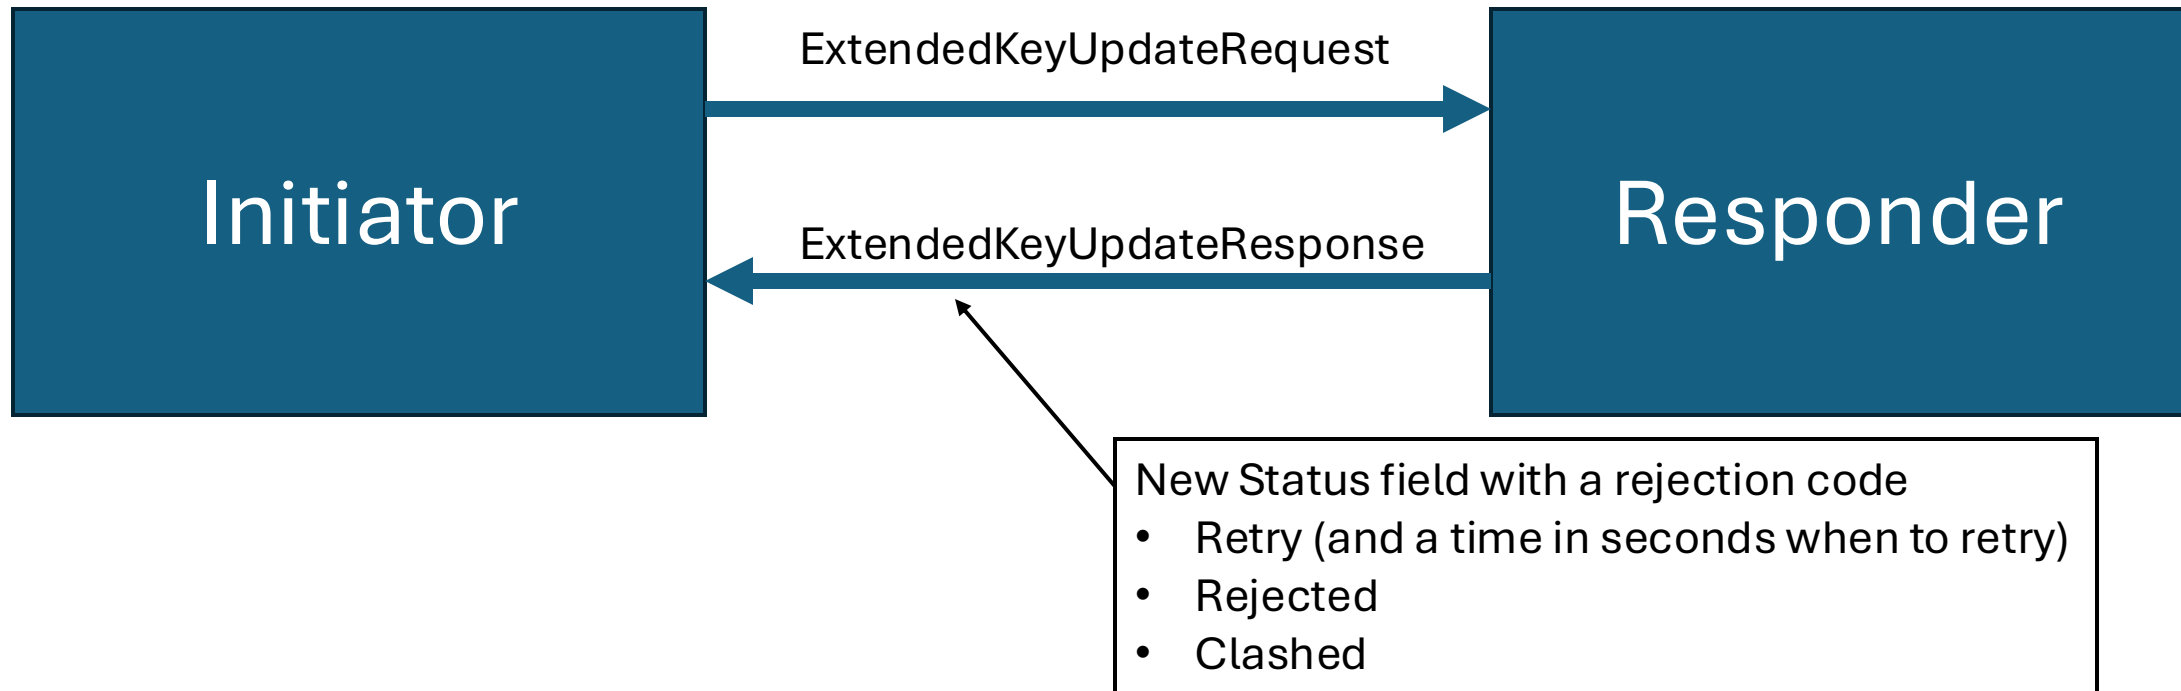 ExtendedKeyUpdateRequest
Initiator
Responder
ExtendedKeyUpdateResponse
New Status field with a rejection code
• Retry (and a time in seconds when to retry)
• Rejected
• Clashed